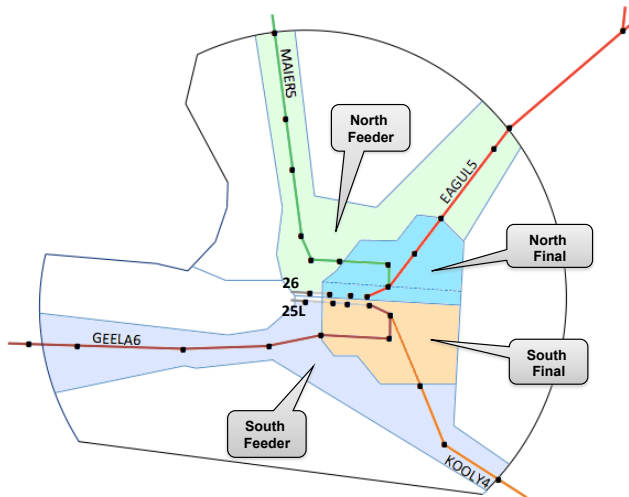 MAIER5
North
Feeder
EAGUL5
North
Final
26
25L
GEELA6
South
Final
South
Feeder
KOOLY4